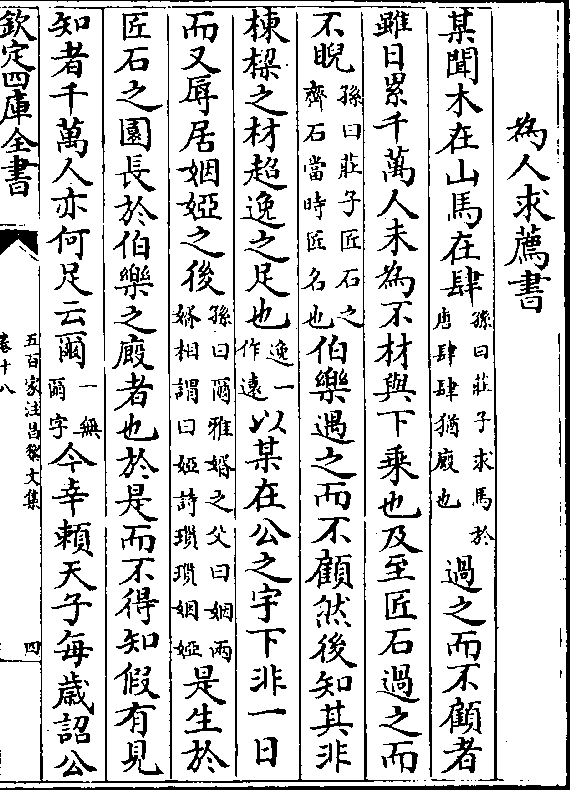 為人求薦書
某聞木在山馬在肆孫曰莊子求馬於唐肆肆猶廐也過之而不顧者
雖日累千萬人未為不材與下乗也及至匠石過之而
不睨孫曰莊子匠石之齊石當時匠名也伯樂遇之而不顧然後知其非
棟樑之材超逸之足也逸一作遠以某在公之宇下非一日
而又辱居姻婭之後孫曰爾雅婿之父曰姻兩婿相謂曰婭詩瑣瑣姻婭是生於
匠石之園長於伯樂之廐者也於是而不得知假有見
知者千萬人亦何足云爾一無爾字今幸頼天子每歳詔公
欽定四庫全書
五百家注昌黎文集
卷十八
四